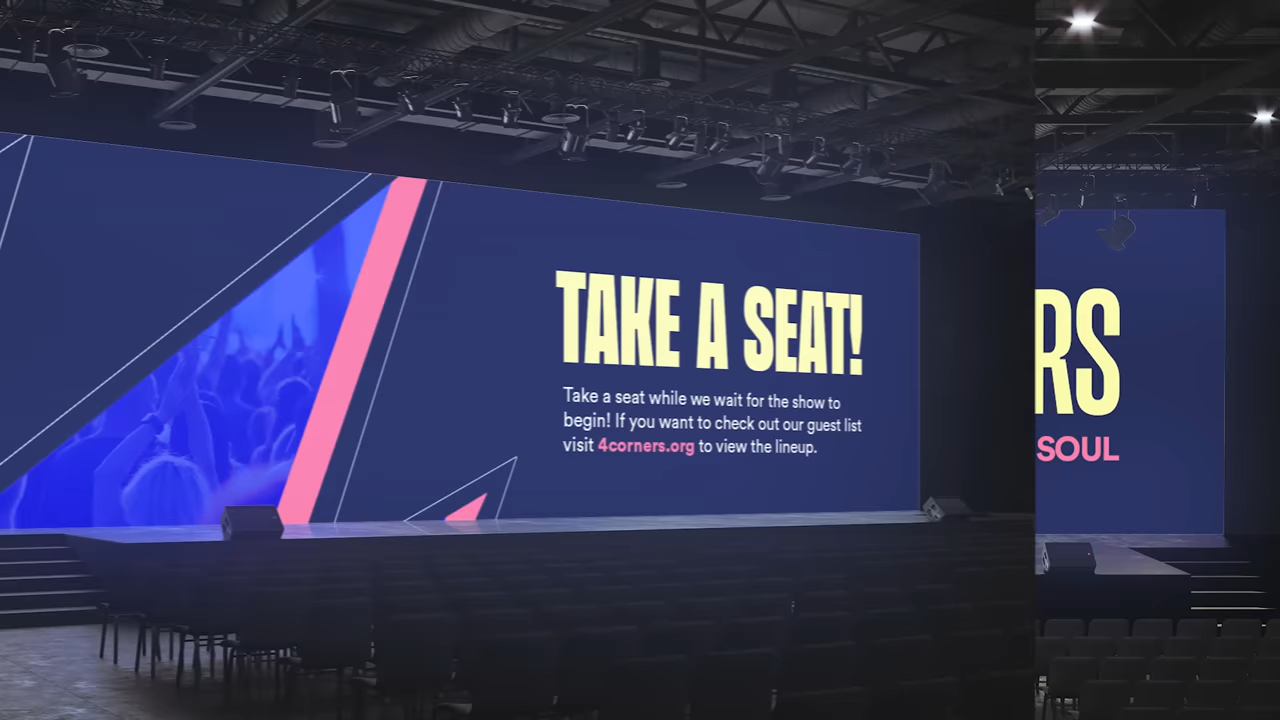 TAKE A SEAT!
Take a seat while we wait for the show to
begin! If you want to check out our guest list
visit 4corners.org to view the lineup.
RS
SOUL